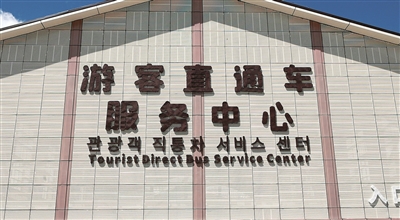 游客直通车
服务中心
관광객 직통차 서비스 센터
Tourist Direct Bus Service Center
入